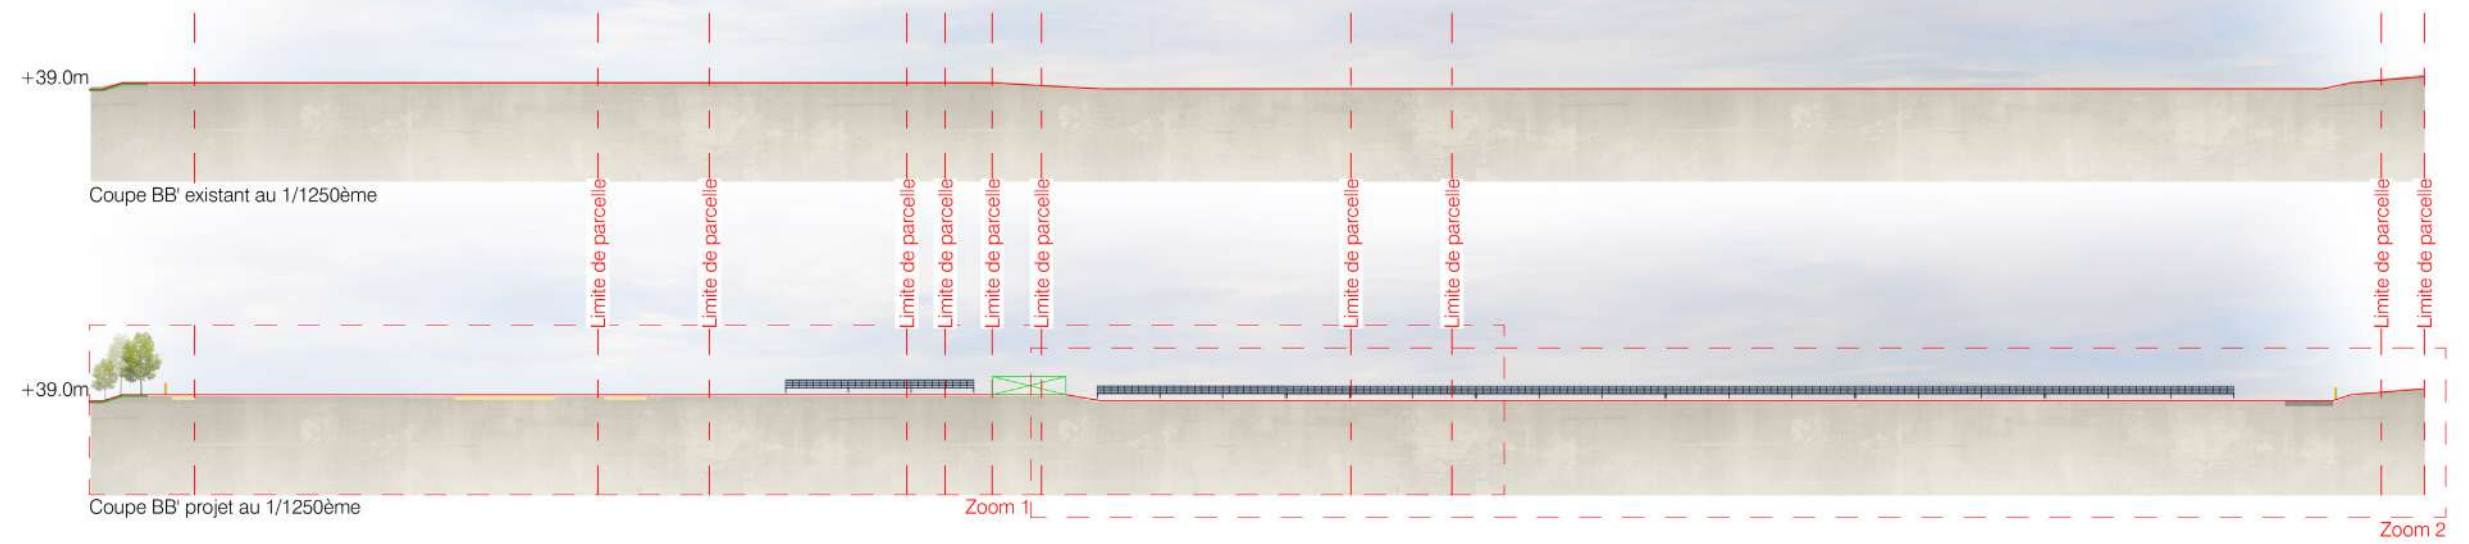 +39.0m
Coupe BB' existant au 1/1250ème
Limite de parcelle
Limite de parcelle
Limite de parcelle
Limite de parcelle
Limite de parcelle
Limite de parcelle
Limite de parcelle
Limite de parcelle
Limite de parcelle
Limite de parcelle
+39.0m
Coupe BB' projet au 1/1250ème
Zoom 1
Zoom 2